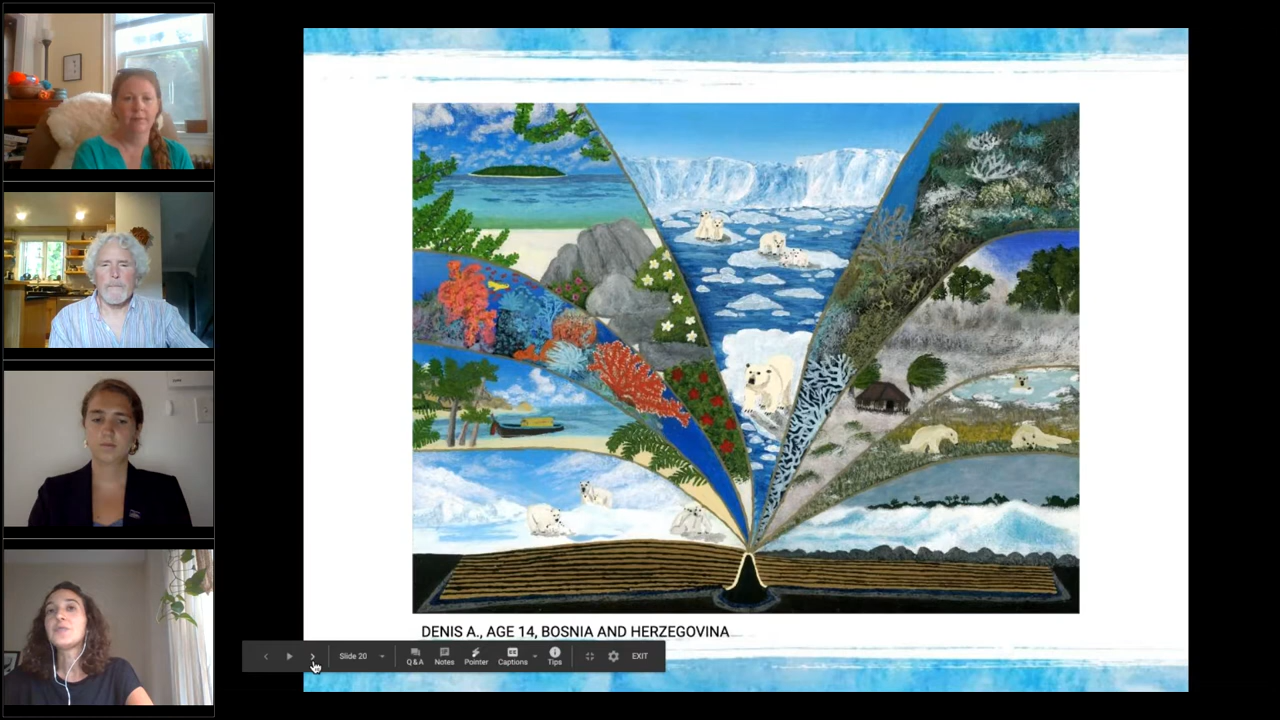 DENIS A., AGE 14, BOSNIA AND HERZEGOVINA
Slide 20
Q&A
Notes
Pointer
Captions
Tips
EXIT